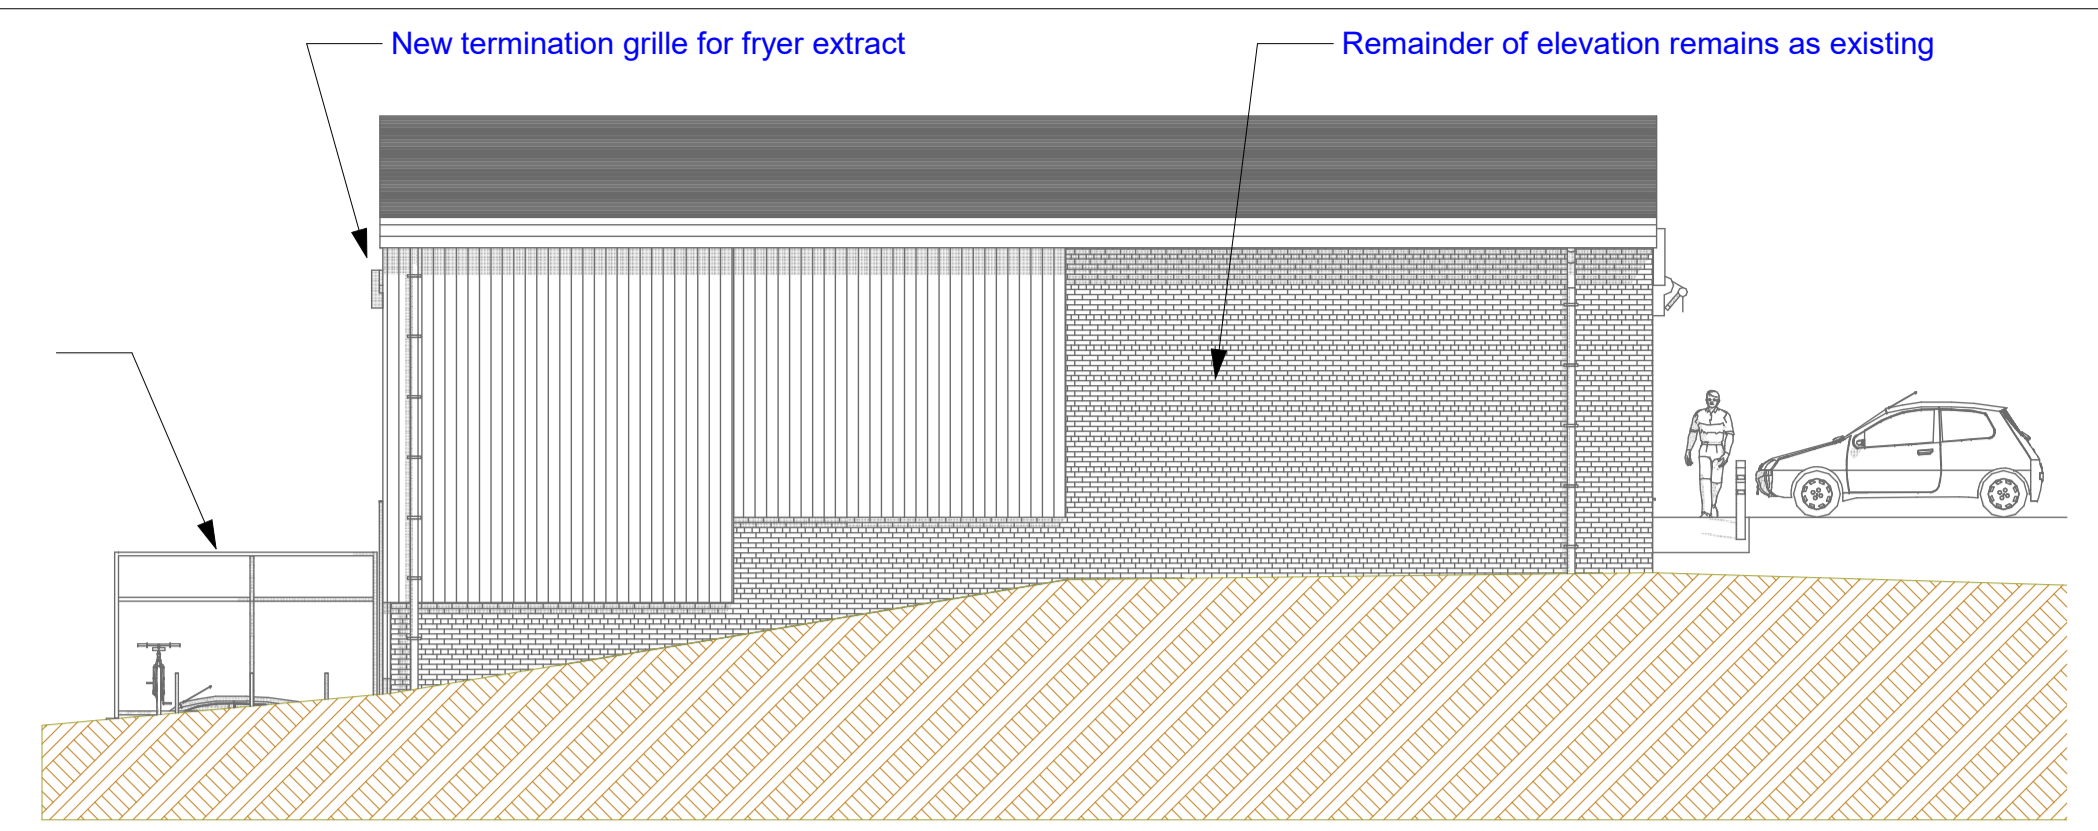 New termination grille for fryer extract
Remainder of elevation remains as existing